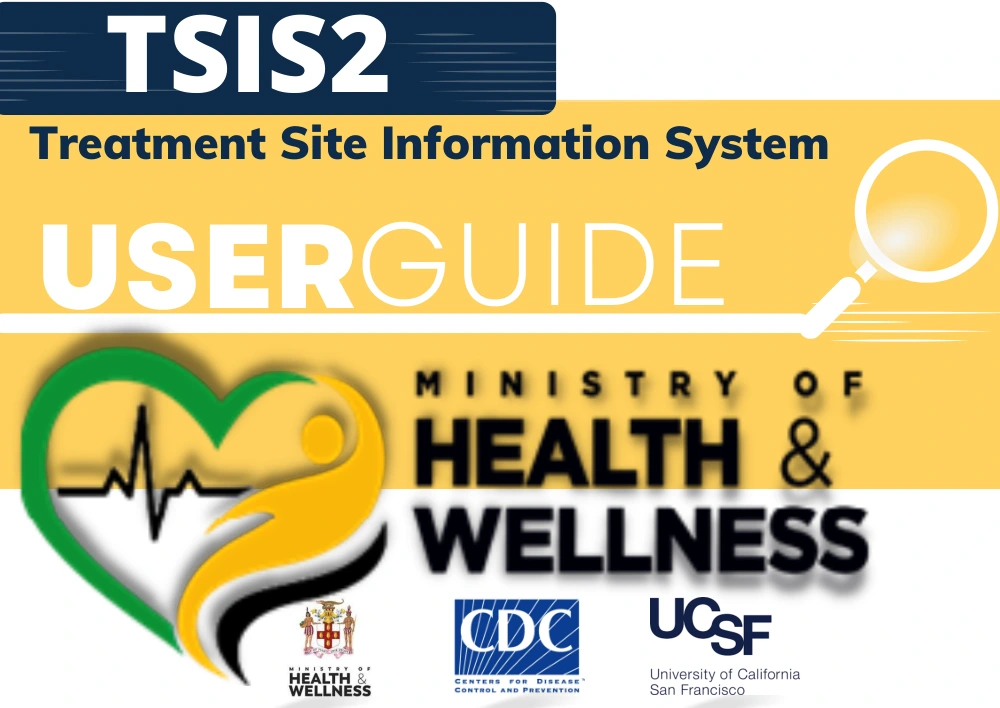 TSIS2
Treatment Site Information System
USERGUIDE
MINISTRY OF
HEALTH &
WELLNESS
MINISTRY OF
HEALTH &
WELLNESS
CDC
CENTERS FOR DISEASE
CONTROL AND PREVENTION
UCSF
University of California
San Francisco